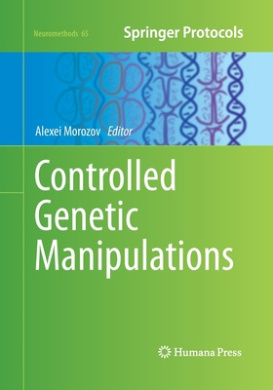 Neuromethods 65
Springer Protocols
Alexei Morozov Editor
Controlled
Genetic
Manipulations
Humana Press